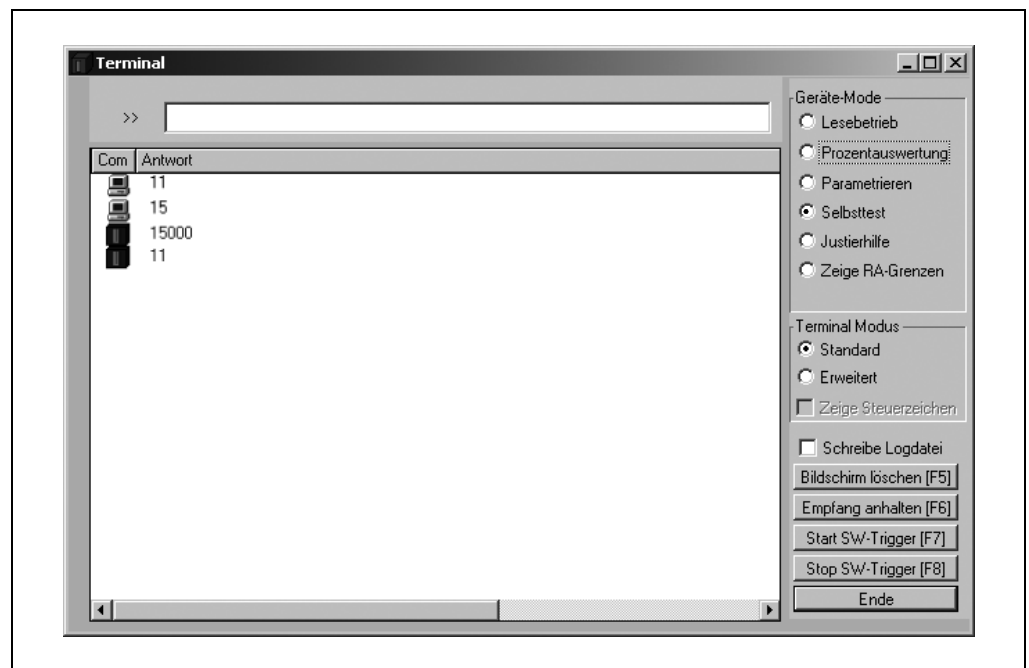 Terminal
>>
Com Antwort
11
15
15000
11
Geräte-Mode
Lesebetrieb
Prozentauswertung
Parametrieren
Selbsttest
Justierhilfe
Zeige RA-Grenzen
Terminal Modus
Standard
Erweitert
Zeige Steuerzeichen
Schreibe Logdatei
Bildschirm löschen [F5]
Empfang anhalten [F6]
Start SW-Trigger [F7]
Stop SW-Trigger [F8]
Ende